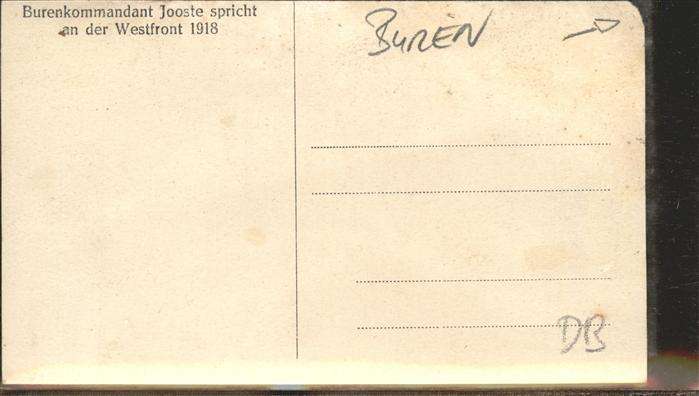 Burenkommandant Jooste spricht
an der Westfront 1918
BUREN
DB